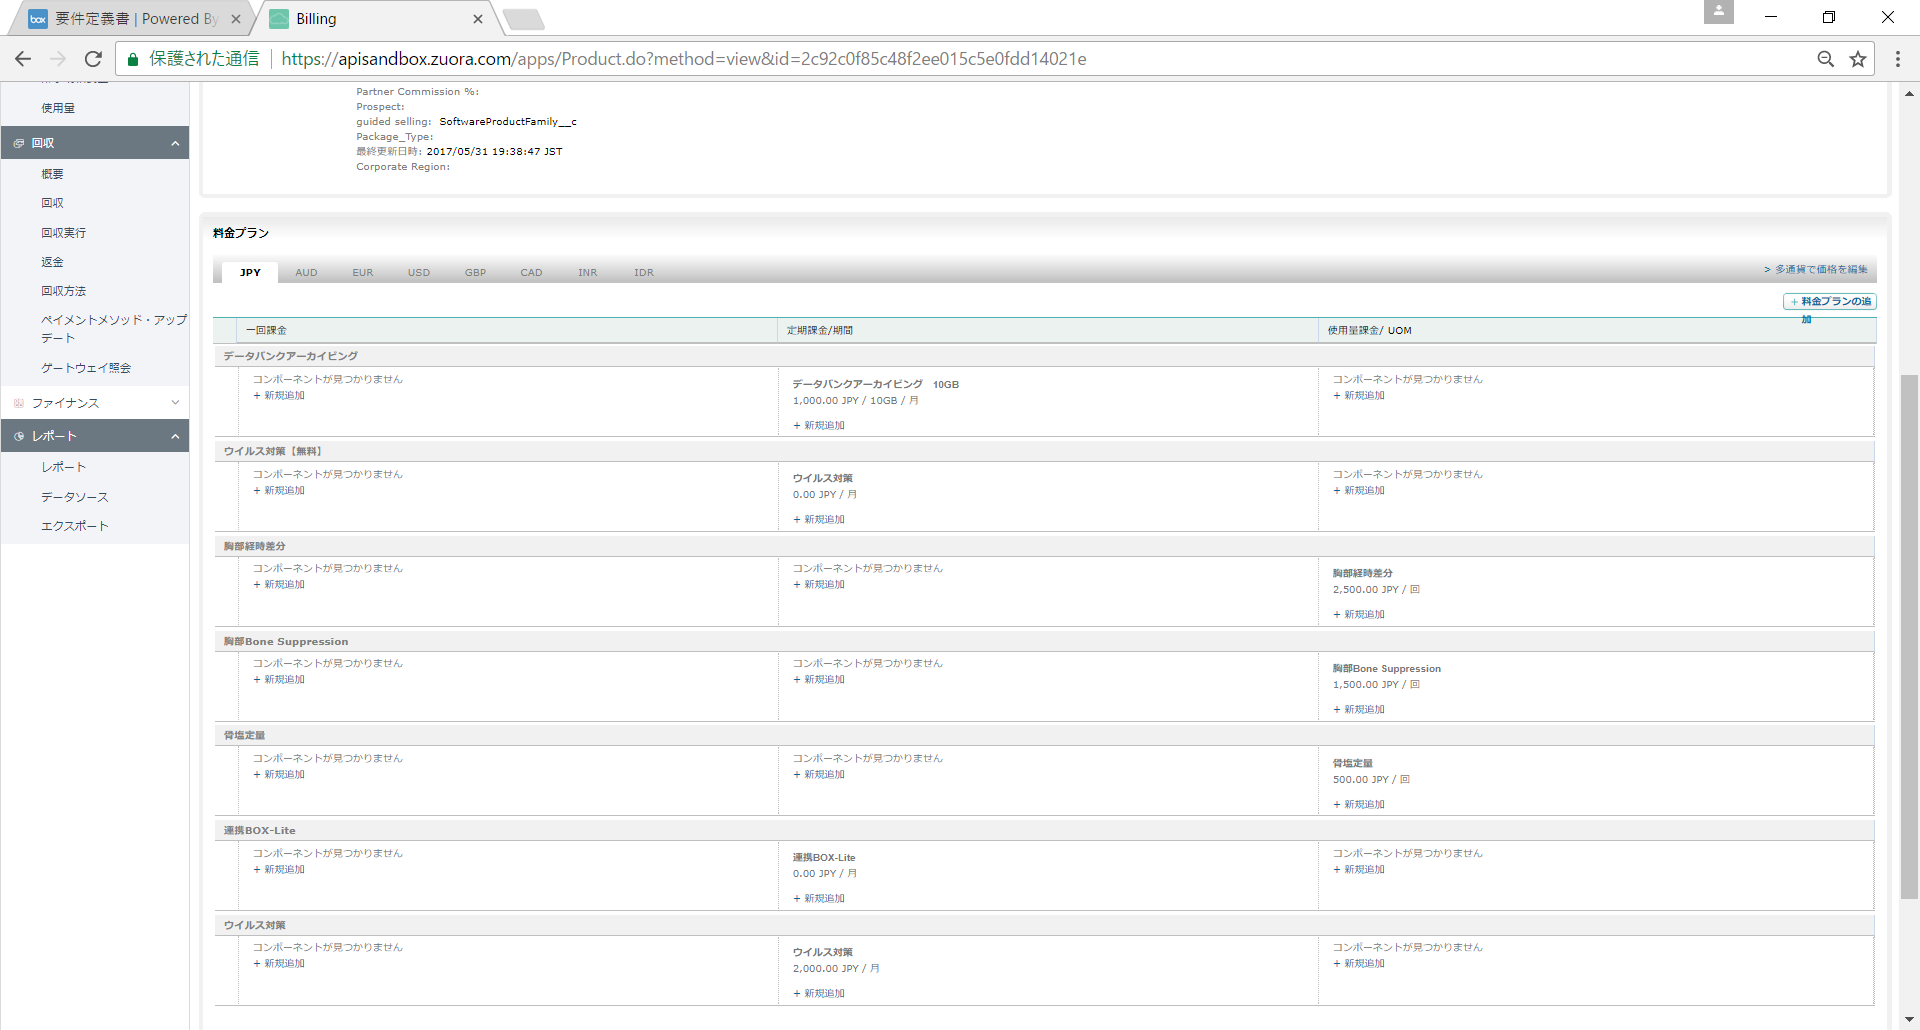 要件定義書 | Powered By
Billing
保護された通信
https://apisandbox.zuora.com/apps/Product.do?method=view&id=2c92c0f85c48f2ee015c5e0fdd14021e
使用量
回収
概要
回収
回収実行
返金
回収方法
ペイメントメソッド・アップ
デート
ゲートウェイ照会
ファイナンス
レポート
レポート
データソース
エクスポート
Partner Commission %:
Prospect:
guided selling: SoftwareProductFamily__c
Package_Type:
最終更新日時: 2017/05/31 19:38:47 JST
Corporate Region:
料金プラン
JPY AUD EUR USD GBP CAD INR IDR
> 多通貨で価格を編集
+ 料金プランの追
加
一回課金 定期課金/期間 使用量課金/ UOM
データバンクアーカイビング
コンポーネントが見つかりません
+ 新規追加
データバンクアーカイビング 10GB
1,000.00 JPY / 10GB / 月
+ 新規追加
コンポーネントが見つかりません
+ 新規追加
ウイルス対策【無料】
コンポーネントが見つかりません
+ 新規追加
ウイルス対策
0.00 JPY / 月
+ 新規追加
コンポーネントが見つかりません
+ 新規追加
胸部経時差分
コンポーネントが見つかりません
+ 新規追加
コンポーネントが見つかりません
+ 新規追加
胸部経時差分
2,500.00 JPY / 回
+ 新規追加
胸部Bone Suppression
コンポーネントが見つかりません
+ 新規追加
コンポーネントが見つかりません
+ 新規追加
胸部Bone Suppression
1,500.00 JPY / 回
+ 新規追加
骨塩定量
コンポーネントが見つかりません
+ 新規追加
コンポーネントが見つかりません
+ 新規追加
骨塩定量
500.00 JPY / 回
+ 新規追加
連携BOX-Lite
コンポーネントが見つかりません
+ 新規追加
連携BOX-Lite
0.00 JPY / 月
+ 新規追加
コンポーネントが見つかりません
+ 新規追加
ウイルス対策
コンポーネントが見つかりません
+ 新規追加
ウイルス対策
2,000.00 JPY / 月
+ 新規追加
コンポーネントが見つかりません
+ 新規追加